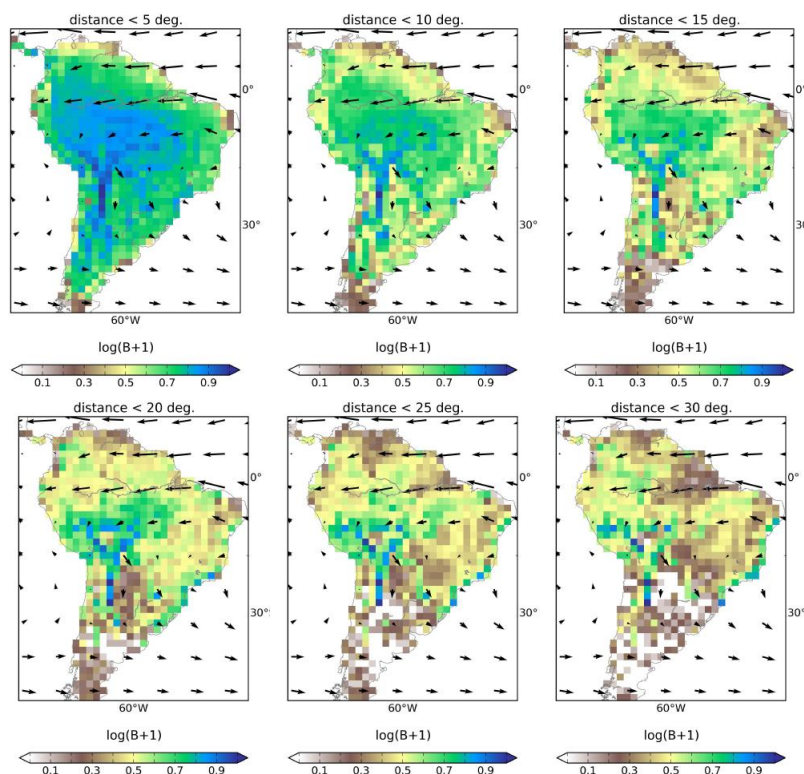 distance < 5 deg. distance < 10 deg. distance < 15 deg.
0° 0° 0°
30° 30° 30°
60°W 60°W 60°W
log(B+1) log(B+1) log(B+1)
0.1 0.3 0.5 0.7 0.9 0.1 0.3 0.5 0.7 0.9 0.1 0.3 0.5 0.7 0.9
distance < 20 deg. distance < 25 deg. distance < 30 deg.
0° 0° 0°
30° 30° 30°
60°W 60°W 60°W
log(B+1) log(B+1) log(B+1)
0.1 0.3 0.5 0.7 0.9 0.1 0.3 0.5 0.7 0.9 0.1 0.3 0.5 0.7 0.9